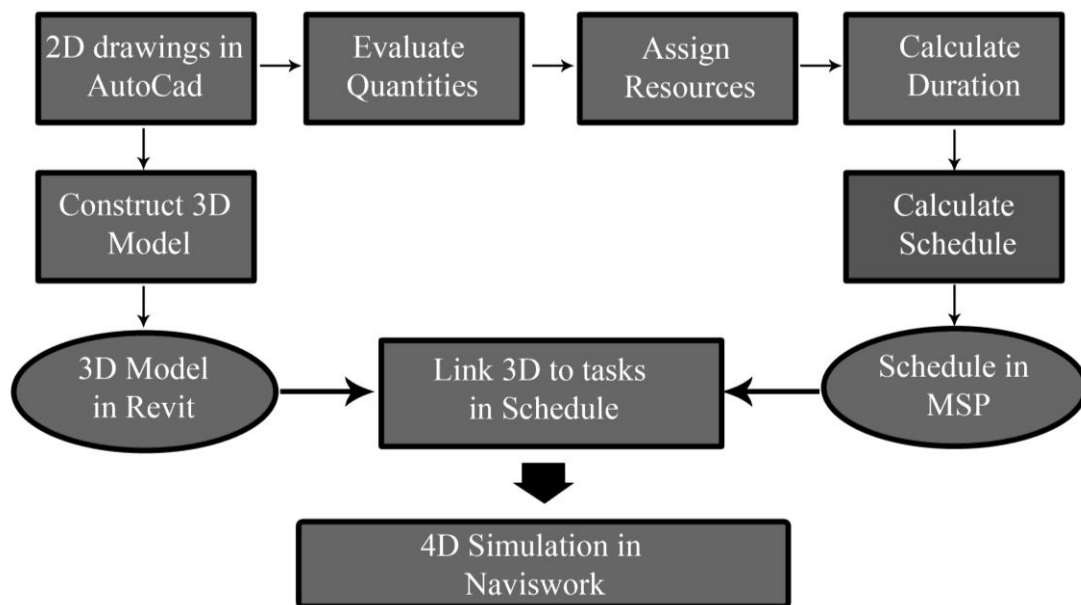 2D drawings in
AutoCad
Evaluate
Quantities
Assign
Resources
Calculate
Duration
Construct 3D
Model
Calculate
Schedule
3D Model
in Revit
Link 3D to tasks
in Schedule
Schedule in
MSP
4D Simulation in
Naviswork